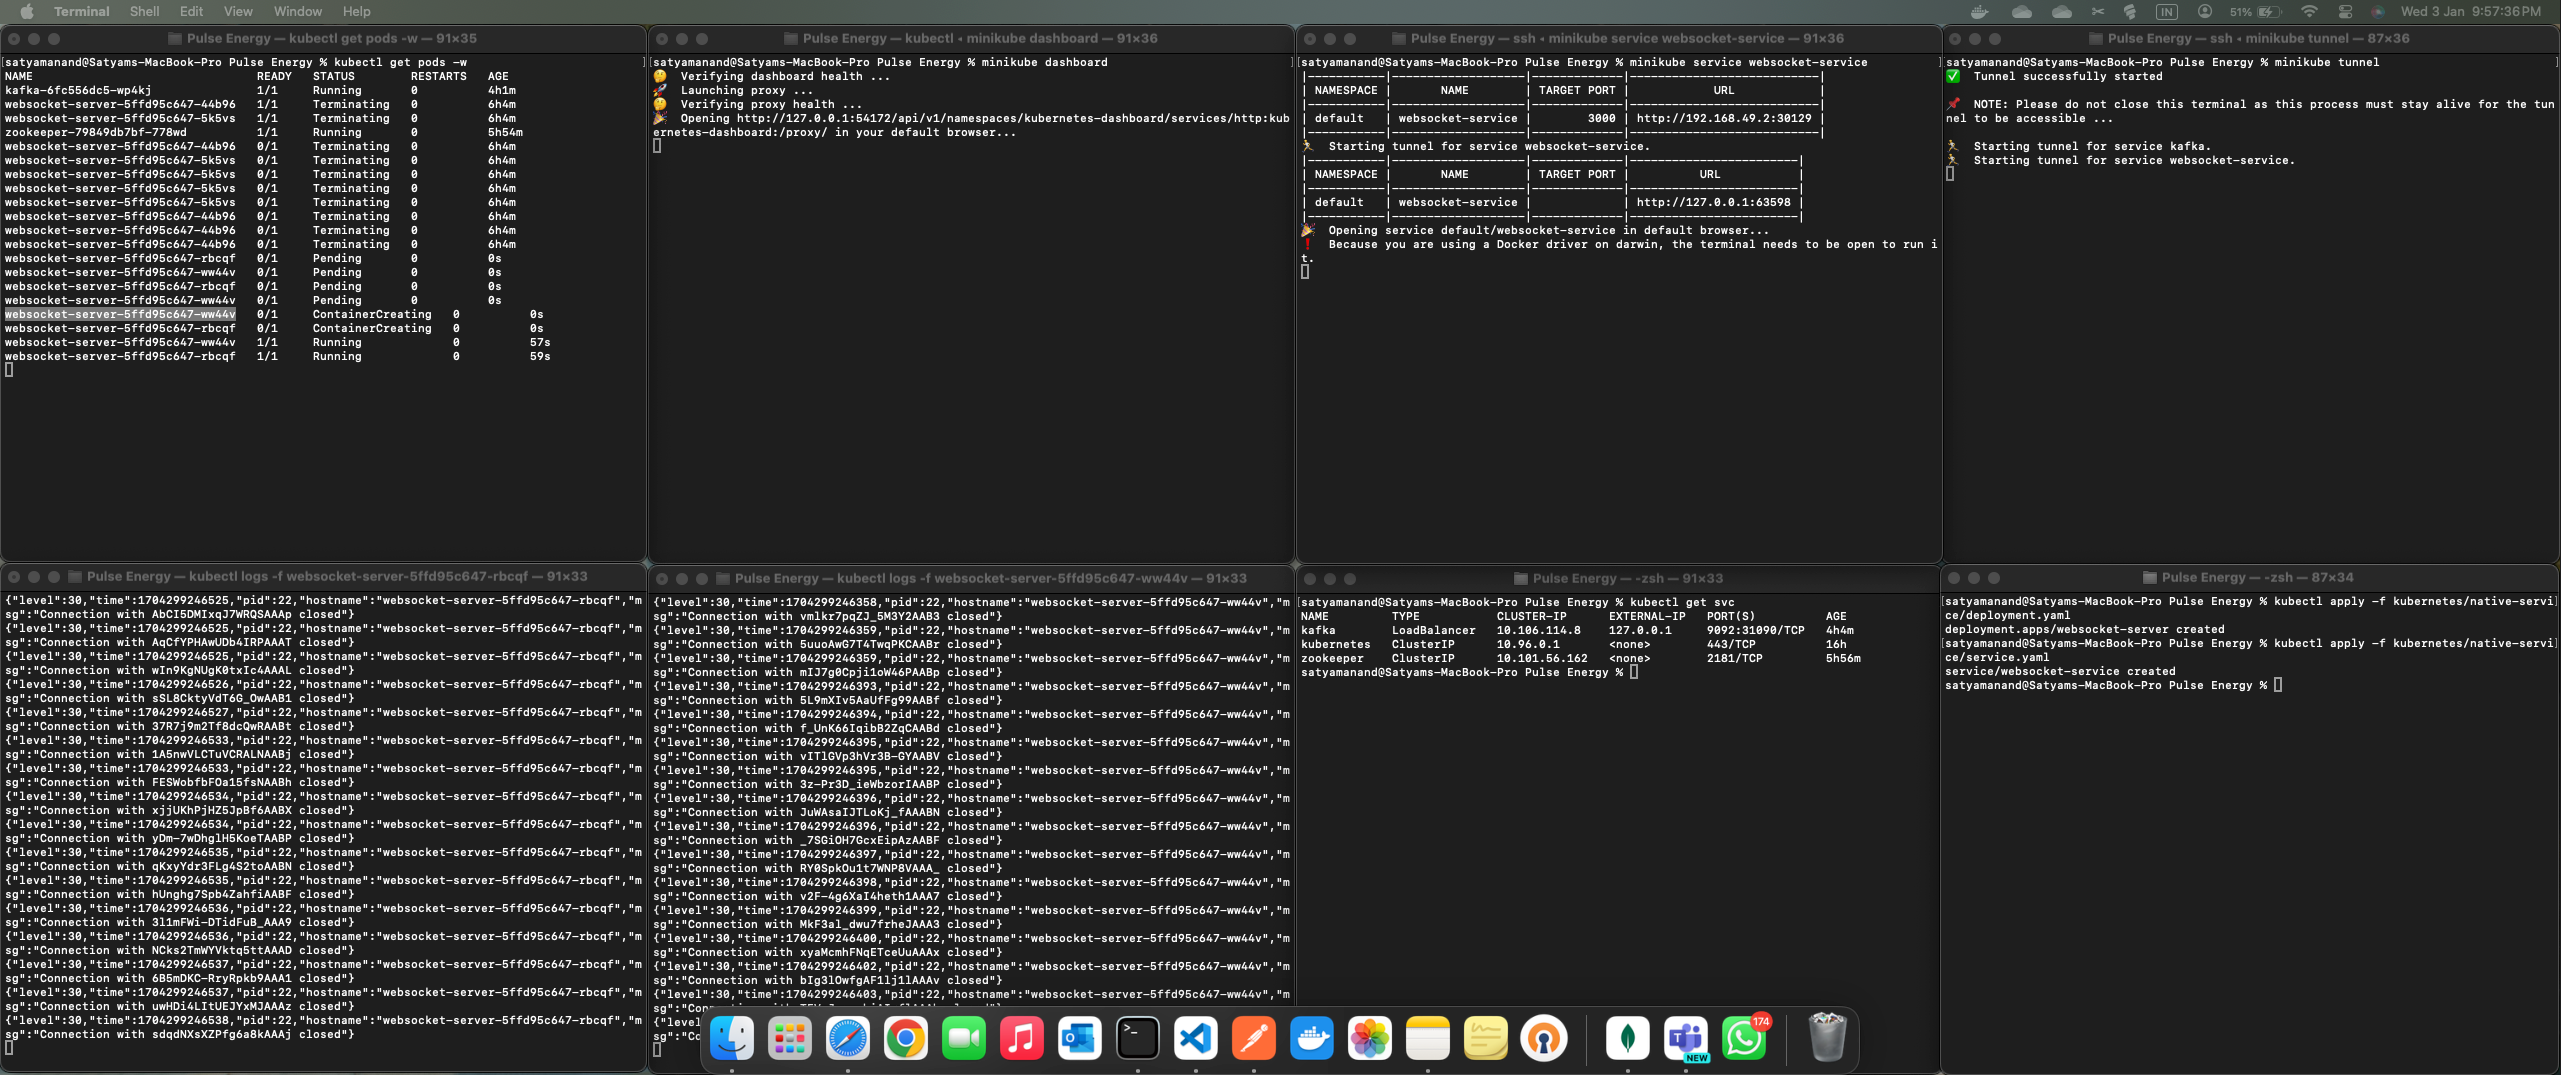 Terminal Shell Edit View Window Help
IN 51% Wed 3 Jan 9:57:36 PM
Pulse Energy — kubectl get pods -w — 91×35
[satyamanand@Satyams-MacBook-Pro Pulse Energy % kubectl get pods -w ]
NAME READY STATUS RESTARTS AGE
kafka-6fc556dc5-wp4kj 1/1 Running 0 4h1m
websocket-server-5ffd95c647-44b96 1/1 Terminating 0 6h4m
websocket-server-5ffd95c647-5k5vs 1/1 Terminating 0 6h4m
zookeeper-79849db7bf-778wd 1/1 Running 0 5h54m
websocket-server-5ffd95c647-44b96 0/1 Terminating 0 6h4m
websocket-server-5ffd95c647-5k5vs 0/1 Terminating 0 6h4m
websocket-server-5ffd95c647-5k5vs 0/1 Terminating 0 6h4m
websocket-server-5ffd95c647-5k5vs 0/1 Terminating 0 6h4m
websocket-server-5ffd95c647-5k5vs 0/1 Terminating 0 6h4m
websocket-server-5ffd95c647-44b96 0/1 Terminating 0 6h4m
websocket-server-5ffd95c647-44b96 0/1 Terminating 0 6h4m
websocket-server-5ffd95c647-44b96 0/1 Terminating 0 6h4m
websocket-server-5ffd95c647-rbcqf 0/1 Pending 0 0s
websocket-server-5ffd95c647-ww44v 0/1 Pending 0 0s
websocket-server-5ffd95c647-rbcqf 0/1 Pending 0 0s
websocket-server-5ffd95c647-ww44v 0/1 Pending 0 0s
websocket-server-5ffd95c647-ww44v 0/1 ContainerCreating 0 0s
websocket-server-5ffd95c647-rbcqf 0/1 ContainerCreating 0 0s
websocket-server-5ffd95c647-ww44v 1/1 Running 0 57s
websocket-server-5ffd95c647-rbcqf 1/1 Running 0 59s
Pulse Energy — kubectl ◂ minikube dashboard — 91×36
[satyamanand@Satyams-MacBook-Pro Pulse Energy % minikube dashboard ]
🤔 Verifying dashboard health ...
🚀 Launching proxy ...
🤔 Verifying proxy health ...
🎉 Opening http://127.0.0.1:54172/api/v1/namespaces/kubernetes-dashboard/services/http:kub
ernetes-dashboard:/proxy/ in your default browser...
Pulse Energy — ssh ◂ minikube service websocket-service — 91×36
[satyamanand@Satyams-MacBook-Pro Pulse Energy % minikube service websocket-service ]
|-----------|-------------------|-------------|---------------------------|
| NAMESPACE | NAME | TARGET PORT | URL |
|-----------|-------------------|-------------|---------------------------|
| default | websocket-service | 3000 | http://192.168.49.2:30129 |
|-----------|-------------------|-------------|---------------------------|
🏃 Starting tunnel for service websocket-service.
|-----------|-------------------|-------------|------------------------|
| NAMESPACE | NAME | TARGET PORT | URL |
|-----------|-------------------|-------------|------------------------|
| default | websocket-service | | http://127.0.0.1:63598 |
|-----------|-------------------|-------------|------------------------|
🎉 Opening service default/websocket-service in default browser...
❗ Because you are using a Docker driver on darwin, the terminal needs to be open to run i
t.
Pulse Energy — ssh ◂ minikube tunnel — 87×36
[satyamanand@Satyams-MacBook-Pro Pulse Energy % minikube tunnel ]
✅ Tunnel successfully started
📌 NOTE: Please do not close this terminal as this process must stay alive for the tun
nel to be accessible ...
🏃 Starting tunnel for service kafka.
🏃 Starting tunnel for service websocket-service.
Pulse Energy — kubectl logs -f websocket-server-5ffd95c647-rbcqf — 91×33
{"level":30,"time":1704299246525,"pid":22,"hostname":"websocket-server-5ffd95c647-rbcqf","m
sg":"Connection with AbCI5DMIxqJ7WRQSAAAp closed"}
{"level":30,"time":1704299246525,"pid":22,"hostname":"websocket-server-5ffd95c647-rbcqf","m
sg":"Connection with AqCfYPHAwUDb4IRPAAAT closed"}
{"level":30,"time":1704299246525,"pid":22,"hostname":"websocket-server-5ffd95c647-rbcqf","m
sg":"Connection with wIn9KgNUgK0txIc4AAAL closed"}
{"level":30,"time":1704299246526,"pid":22,"hostname":"websocket-server-5ffd95c647-rbcqf","m
sg":"Connection with sSL8CktyVdT6G_OwAAB1 closed"}
{"level":30,"time":1704299246527,"pid":22,"hostname":"websocket-server-5ffd95c647-rbcqf","m
sg":"Connection with 37R7j9m2Tf8dcQwRAABt closed"}
{"level":30,"time":1704299246533,"pid":22,"hostname":"websocket-server-5ffd95c647-rbcqf","m
sg":"Connection with 1A5nwVLCTuVCRALNAABj closed"}
{"level":30,"time":1704299246533,"pid":22,"hostname":"websocket-server-5ffd95c647-rbcqf","m
sg":"Connection with FESWobfbFOa15fsNAABh closed"}
{"level":30,"time":1704299246534,"pid":22,"hostname":"websocket-server-5ffd95c647-rbcqf","m
sg":"Connection with xjjUKhPjHZ5JpBf6AABX closed"}
{"level":30,"time":1704299246534,"pid":22,"hostname":"websocket-server-5ffd95c647-rbcqf","m
sg":"Connection with yDm-7wDhglH5KoeTAABP closed"}
{"level":30,"time":1704299246535,"pid":22,"hostname":"websocket-server-5ffd95c647-rbcqf","m
sg":"Connection with qKxyYdr3FLg4S2toAABN closed"}
{"level":30,"time":1704299246535,"pid":22,"hostname":"websocket-server-5ffd95c647-rbcqf","m
sg":"Connection with hUnghg7Spb4ZahfiAABF closed"}
{"level":30,"time":1704299246536,"pid":22,"hostname":"websocket-server-5ffd95c647-rbcqf","m
sg":"Connection with 3l1mFWi-DTidFuB_AAA9 closed"}
{"level":30,"time":1704299246536,"pid":22,"hostname":"websocket-server-5ffd95c647-rbcqf","m
sg":"Connection with NCks2TmWYVktq5ttAAAD closed"}
{"level":30,"time":1704299246537,"pid":22,"hostname":"websocket-server-5ffd95c647-rbcqf","m
sg":"Connection with 6B5mDKC-RryRpkb9AAA1 closed"}
{"level":30,"time":1704299246537,"pid":22,"hostname":"websocket-server-5ffd95c647-rbcqf","m
sg":"Connection with uwHDi4LItUEJYxMJAAAz closed"}
{"level":30,"time":1704299246538,"pid":22,"hostname":"websocket-server-5ffd95c647-rbcqf","m
sg":"Connection with sdqdNXsXZPfg6a8kAAAj closed"}
Pulse Energy — kubectl logs -f websocket-server-5ffd95c647-ww44v — 91×33
{"level":30,"time":1704299246358,"pid":22,"hostname":"websocket-server-5ffd95c647-ww44v","m
sg":"Connection with vmlkr7pqZJ_5M3Y2AAB3 closed"}
{"level":30,"time":1704299246359,"pid":22,"hostname":"websocket-server-5ffd95c647-ww44v","m
sg":"Connection with 5uuoAwG7T4TwqPKCAABr closed"}
{"level":30,"time":1704299246359,"pid":22,"hostname":"websocket-server-5ffd95c647-ww44v","m
sg":"Connection with mIJ7g0Cpji1oW46PAABp closed"}
{"level":30,"time":1704299246393,"pid":22,"hostname":"websocket-server-5ffd95c647-ww44v","m
sg":"Connection with 5L9mXIv5AaUfFg99AABf closed"}
{"level":30,"time":1704299246394,"pid":22,"hostname":"websocket-server-5ffd95c647-ww44v","m
sg":"Connection with f_UnK66IqibB2ZqCAABd closed"}
{"level":30,"time":1704299246395,"pid":22,"hostname":"websocket-server-5ffd95c647-ww44v","m
sg":"Connection with vITlGVp3hVr3B-GYAABV closed"}
{"level":30,"time":1704299246395,"pid":22,"hostname":"websocket-server-5ffd95c647-ww44v","m
sg":"Connection with 3z-Pr3D_ieWbzorIAABP closed"}
{"level":30,"time":1704299246396,"pid":22,"hostname":"websocket-server-5ffd95c647-ww44v","m
sg":"Connection with JuWAsaIJTLoKj_fAAABN closed"}
{"level":30,"time":1704299246396,"pid":22,"hostname":"websocket-server-5ffd95c647-ww44v","m
sg":"Connection with _7SGiOH7GcxEipAzAABF closed"}
{"level":30,"time":1704299246397,"pid":22,"hostname":"websocket-server-5ffd95c647-ww44v","m
sg":"Connection with RY0SpkOu1t7WNP8VAAA_ closed"}
{"level":30,"time":1704299246398,"pid":22,"hostname":"websocket-server-5ffd95c647-ww44v","m
sg":"Connection with v2F-4g6XaI4heth1AAA7 closed"}
{"level":30,"time":1704299246399,"pid":22,"hostname":"websocket-server-5ffd95c647-ww44v","m
sg":"Connection with MkF3al_dwu7frheJAAA3 closed"}
{"level":30,"time":1704299246400,"pid":22,"hostname":"websocket-server-5ffd95c647-ww44v","m
sg":"Connection with xyaMcmhFNqETceUuAAAx closed"}
{"level":30,"time":1704299246402,"pid":22,"hostname":"websocket-server-5ffd95c647-ww44v","m
sg":"Connection with bIg3lOwfgAF1lj1lAAAv closed"}
{"level":30,"time":1704299246403,"pid":22,"hostname":"websocket-server-5ffd95c647-ww44v","m
Pulse Energy — -zsh — 91×33
[satyamanand@Satyams-MacBook-Pro Pulse Energy % kubectl get svc
NAME TYPE CLUSTER-IP EXTERNAL-IP PORT(S) AGE
kafka LoadBalancer 10.106.114.8 127.0.0.1 9092:31090/TCP 4h4m
kubernetes ClusterIP 10.96.0.1 <none> 443/TCP 16h
zookeeper ClusterIP 10.101.56.162 <none> 2181/TCP 5h56m
satyamanand@Satyams-MacBook-Pro Pulse Energy %
Pulse Energy — -zsh — 87×34
[satyamanand@Satyams-MacBook-Pro Pulse Energy % kubectl apply -f kubernetes/native-servi]
ce/deployment.yaml
deployment.apps/websocket-server created
[satyamanand@Satyams-MacBook-Pro Pulse Energy % kubectl apply -f kubernetes/native-servi]
ce/service.yaml
service/websocket-service created
satyamanand@Satyams-MacBook-Pro Pulse Energy %
NEW
174